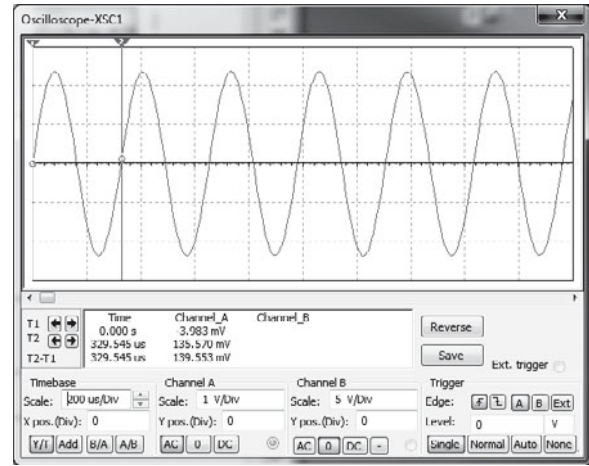 Oscilloscope-XSC1
Time Channel_A Channel_B
T1 0.000 s -3.983 mV
T2 329.545 us 135.570 mV
T2-T1 329.545 us 139.553 mV
Reverse
Save
Ext. trigger
Timebase
Scale: 200 us/Div
X pos.(Div): 0
Y/T Add B/A A/B
Channel A
Scale: 1 V/Div
Y pos.(Div): 0
AC 0 DC
Channel B
Scale: 5 V/Div
Y pos.(Div): 0
AC 0 DC -
Trigger
Edge: A B Ext
Level: 0 V
Single Normal Auto None